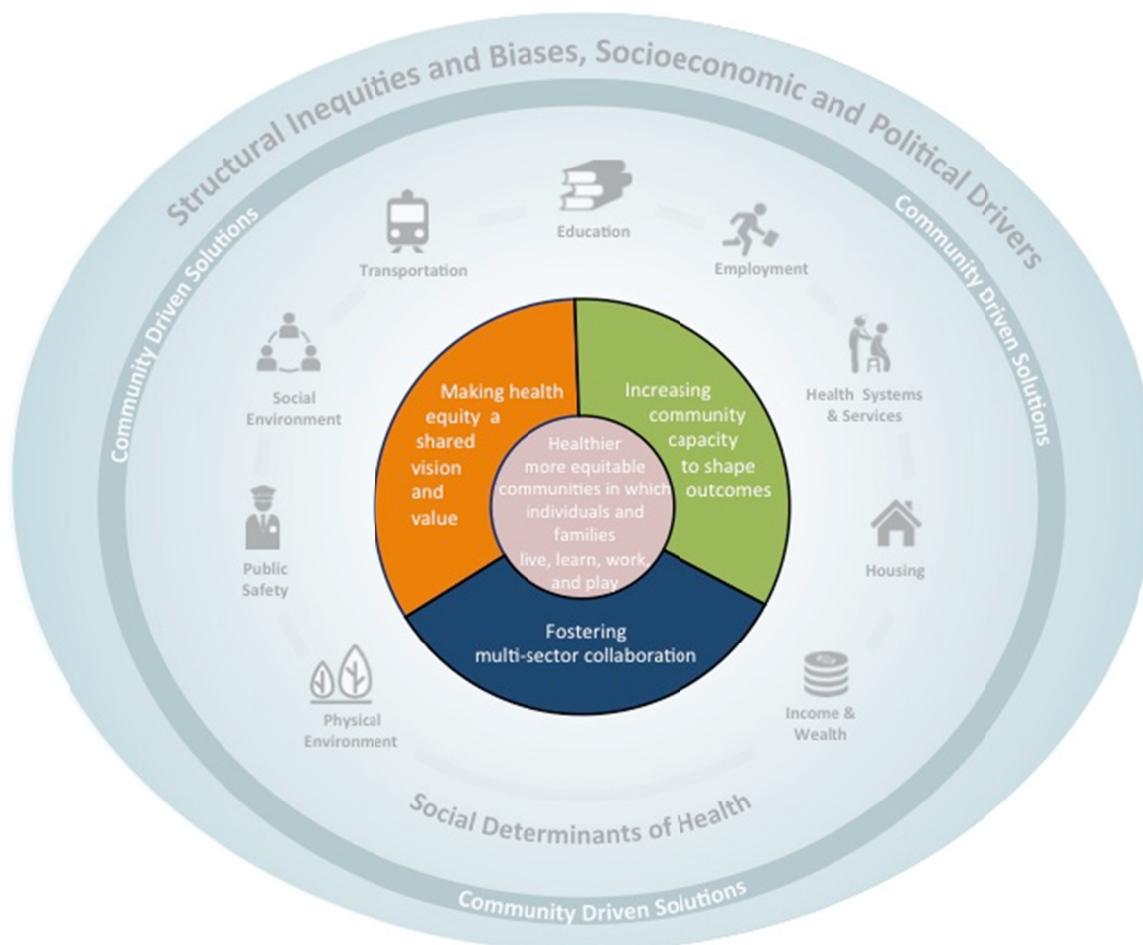 Structural Inequities and Biases, Socioeconomic and Political Drivers
Community Driven Solutions
Community Driven Solutions
Education
Transportation
Employment
Social
Environment
Health Systems
& Services
Making health
equity a
shared
vision
and
value
Increasing
community
capacity
to shape
outcomes
Healthier
more equitable
communities in which
individuals and
families
live, learn, work,
and play
Public
Safety
Housing
Fostering
multi-sector collaboration
Physical
Environment
Income &
Wealth
Social Determinants of Health
Community Driven Solutions